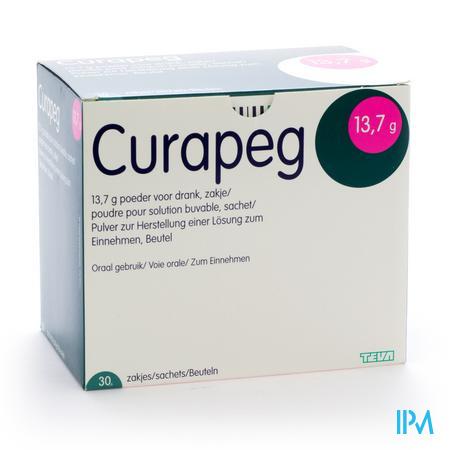 Curapeg
13,7 g
13,7 g poeder voor drank, zakje/
poudre pour solution buvable, sachet/
Pulver zur Herstellung einer Lösung zum
Einnehmen, Beutel
Oraal gebruik/ Voie orale/ Zum Einnehmen
30 zakjes/sachets/Beuteln
TEVA
IPM